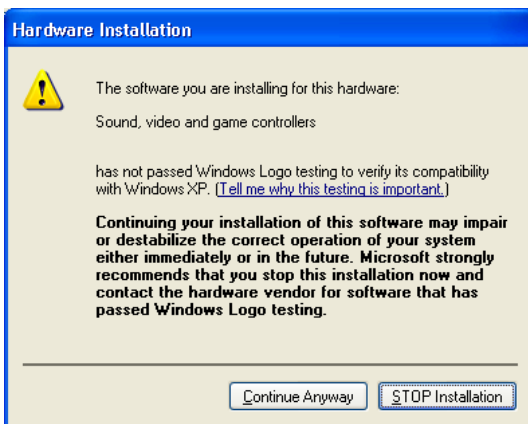 Hardware Installation
The software you are installing for this hardware:
Sound, video and game controllers
has not passed Windows Logo testing to verify its compatibility
with Windows XP. (Tell me why this testing is important.)
Continuing your installation of this software may impair
or destabilize the correct operation of your system
either immediately or in the future. Microsoft strongly
recommends that you stop this installation now and
contact the hardware vendor for software that has
passed Windows Logo testing.
Continue Anyway
STOP Installation